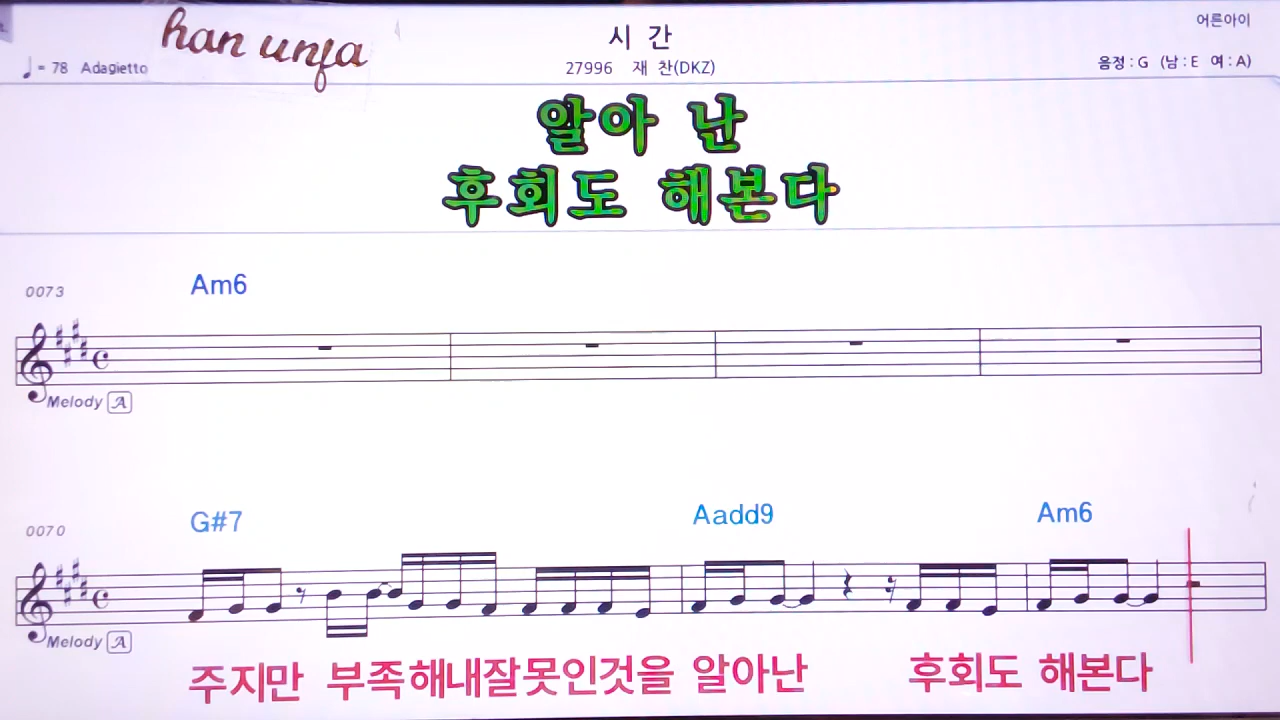 han unfa
시 간
어른아이
♩= 78 Adagietto
27996 재 찬(DKZ)
음정 : G (남 : E 여 : A)
알아 난
후회도 해본다
0073
Am6
Melody A
0070
G#7 Aadd9 Am6
Melody A
주지만 부족해내잘못인것을 알아난 후회도 해본다